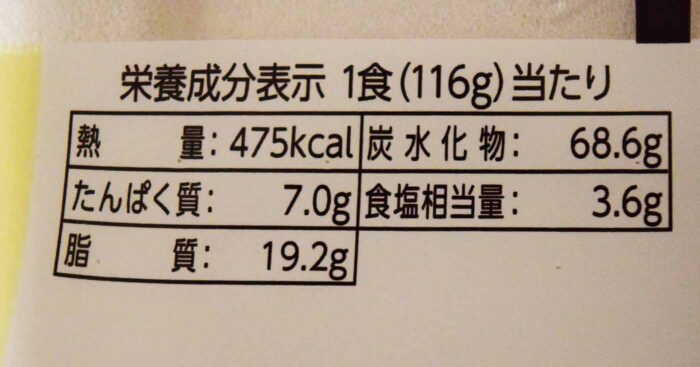 栄養成分表示 1食(116g)当たり
熱量:475kcal 炭水化物: 68.6g
たんぱく質: 7.0g 食塩相当量: 3.6g
脂質: 19.2g